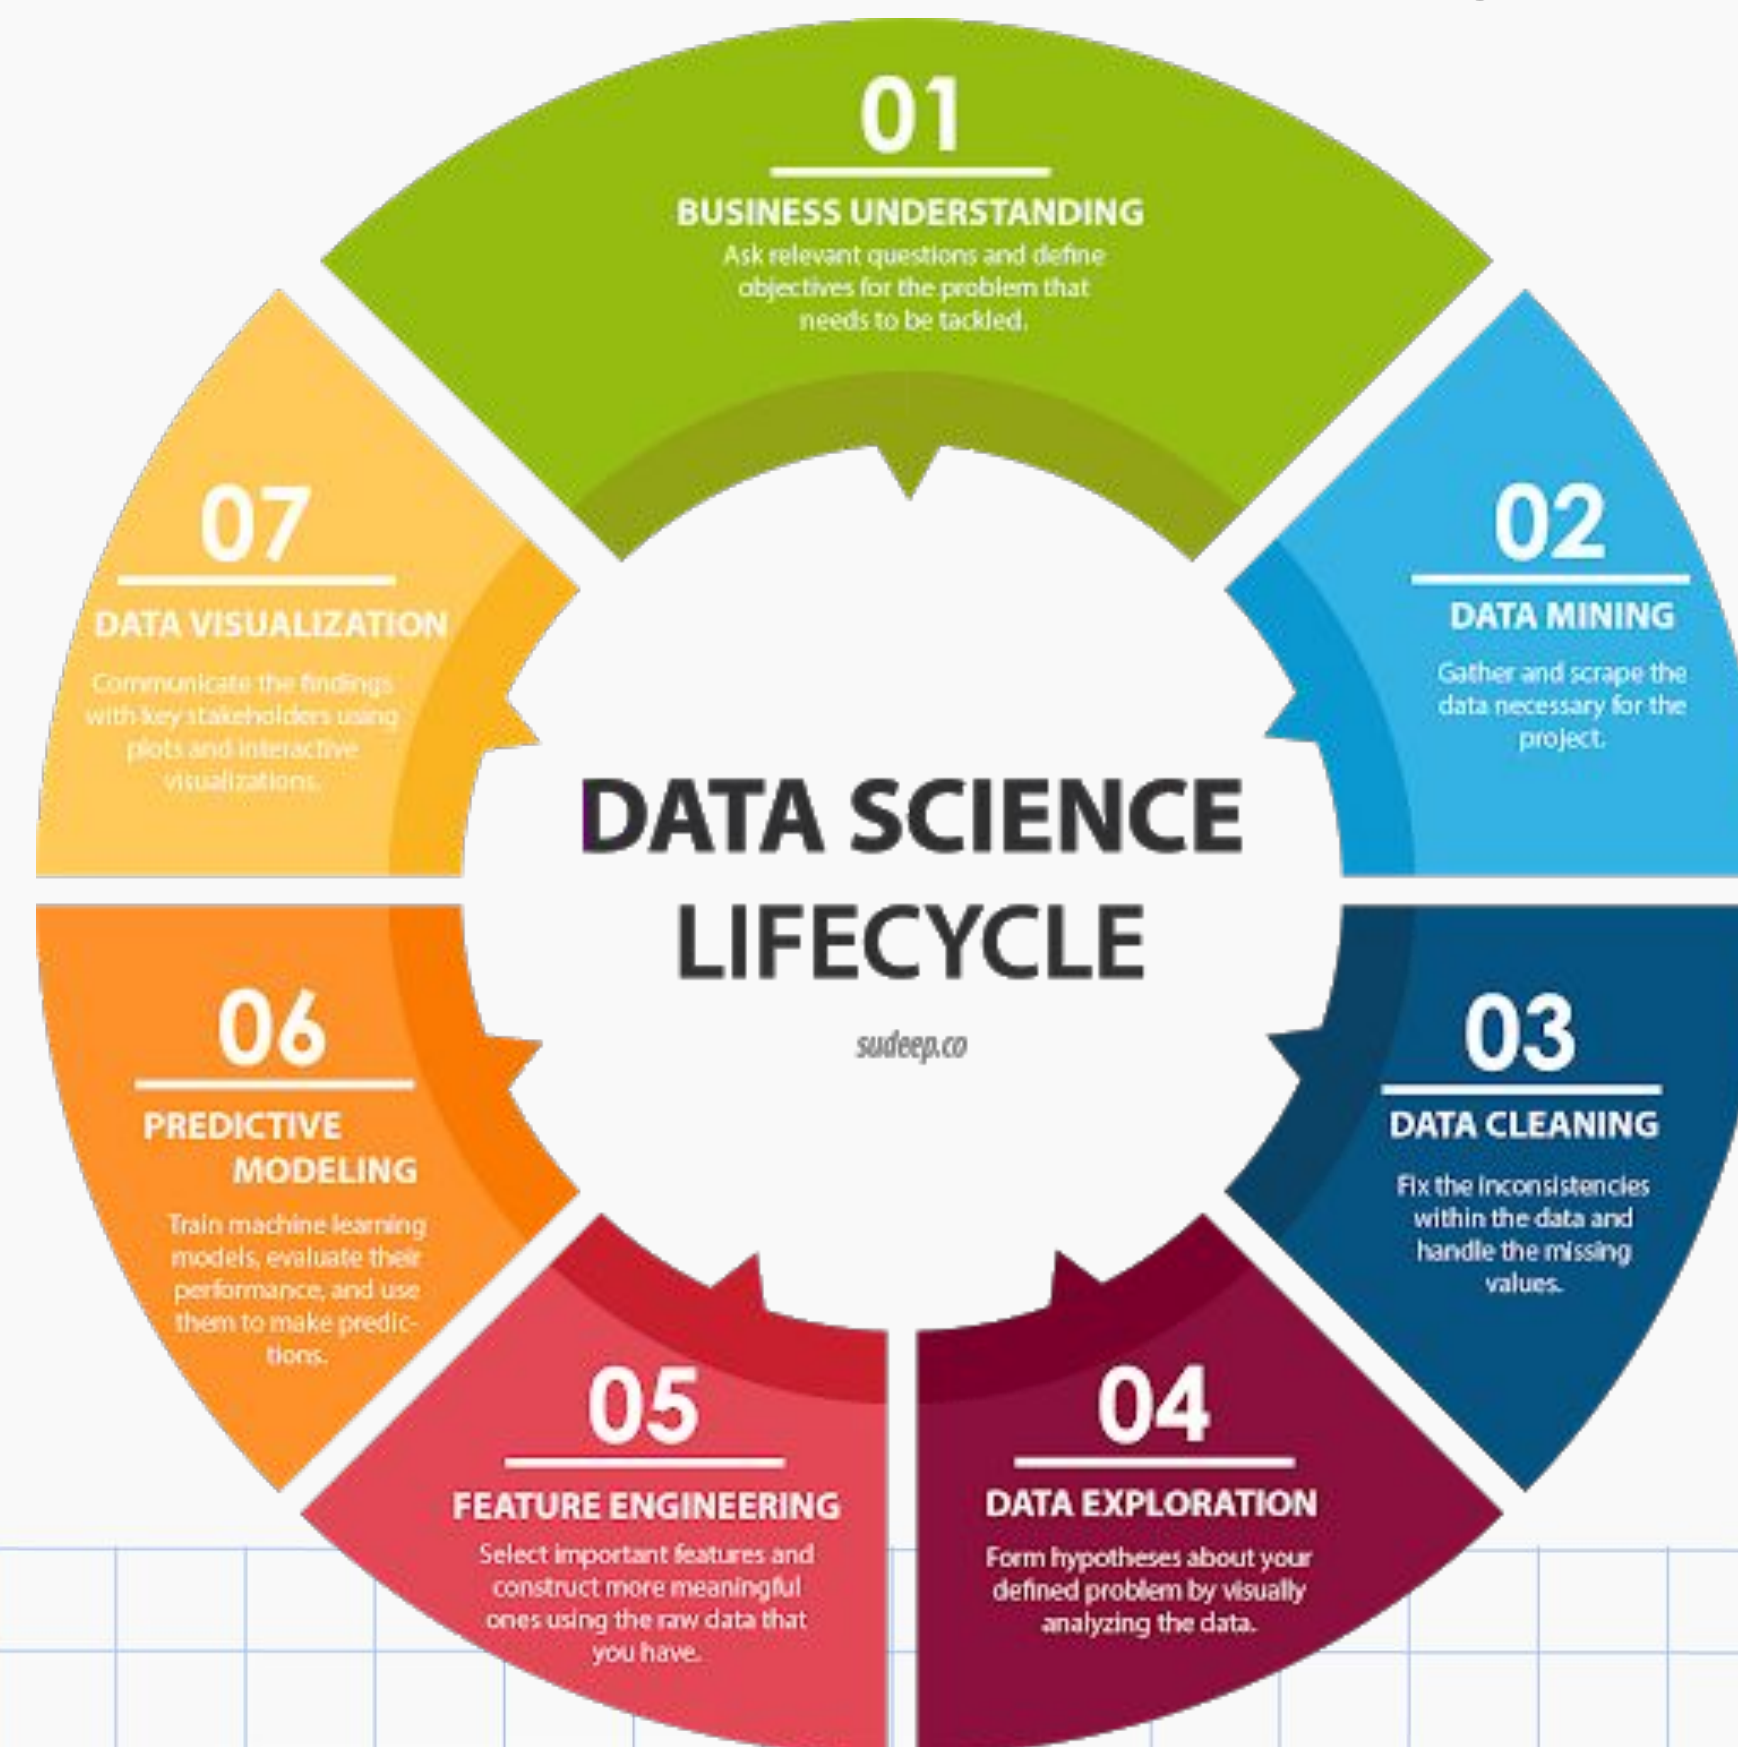 01
BUSINESS UNDERSTANDING
Ask relevant questions and define
objectives for the problem that
needs to be tackled.
02
DATA MINING
Gather and scrape the
data necessary for the
project.
03
DATA CLEANING
Fix the inconsistencies
within the data and
handle the missing
values.
04
DATA EXPLORATION
Form hypotheses about your
defined problem by visually
analyzing the data.
05
FEATURE ENGINEERING
Select important features and
construct more meaningful
ones using the raw data that
you have.
06
PREDICTIVE
MODELING
Train machine learning
models, evaluate their
performance, and use
them to make predic-
tions.
07
DATA VISUALIZATION
Communicate the findings
with key stakeholders using
plots and interactive
visualizations.
DATA SCIENCE
LIFECYCLE
sudeep.co